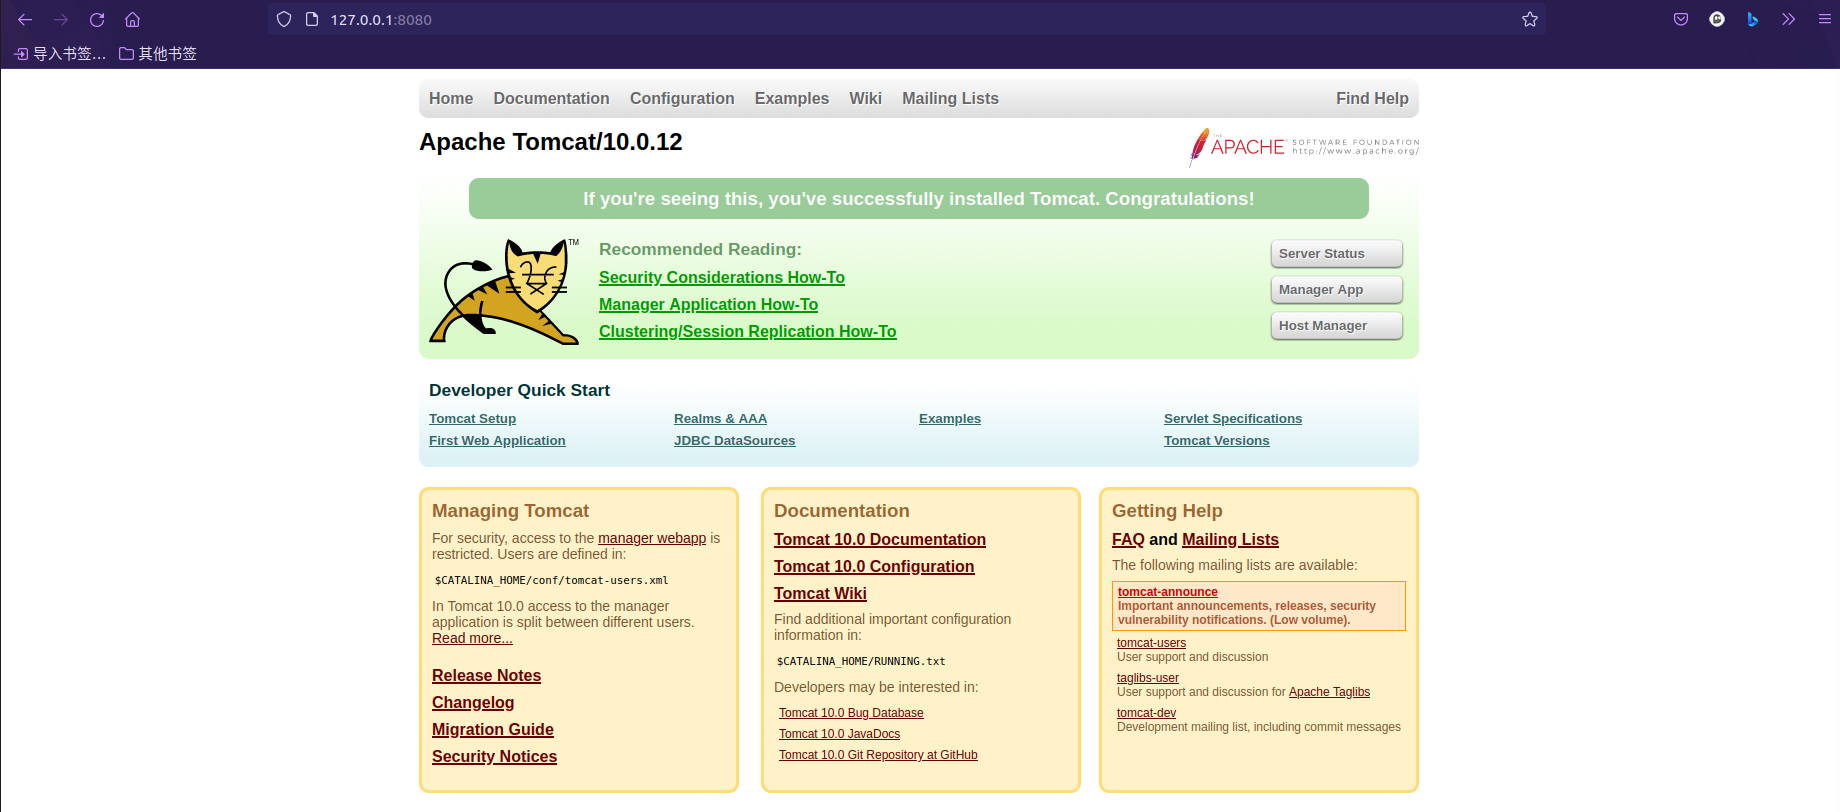 127.0.0.1:8080
导入书签... 其他书签
Home Documentation Configuration Examples Wiki Mailing Lists Find Help
Apache Tomcat/10.0.12
THE APACHE SOFTWARE FOUNDATION
http://www.apache.org/
If you're seeing this, you've successfully installed Tomcat. Congratulations!
TM
Recommended Reading:
Security Considerations How-To
Manager Application How-To
Clustering/Session Replication How-To
Server Status
Manager App
Host Manager
Developer Quick Start
Tomcat Setup
First Web Application
Realms & AAA
JDBC DataSources
Examples
Servlet Specifications
Tomcat Versions
Managing Tomcat
For security, access to the manager webapp is
restricted. Users are defined in:
$CATALINA_HOME/conf/tomcat-users.xml
In Tomcat 10.0 access to the manager
application is split between different users.
Read more...
Release Notes
Changelog
Migration Guide
Security Notices
Documentation
Tomcat 10.0 Documentation
Tomcat 10.0 Configuration
Tomcat Wiki
Find additional important configuration
information in:
$CATALINA_HOME/RUNNING.txt
Developers may be interested in:
Tomcat 10.0 Bug Database
Tomcat 10.0 JavaDocs
Tomcat 10.0 Git Repository at GitHub
Getting Help
FAQ and Mailing Lists
The following mailing lists are available:
tomcat-announce
Important announcements, releases, security
vulnerability notifications. (Low volume).
tomcat-users
User support and discussion
taglibs-user
User support and discussion for Apache Taglibs
tomcat-dev
Development mailing list, including commit messages